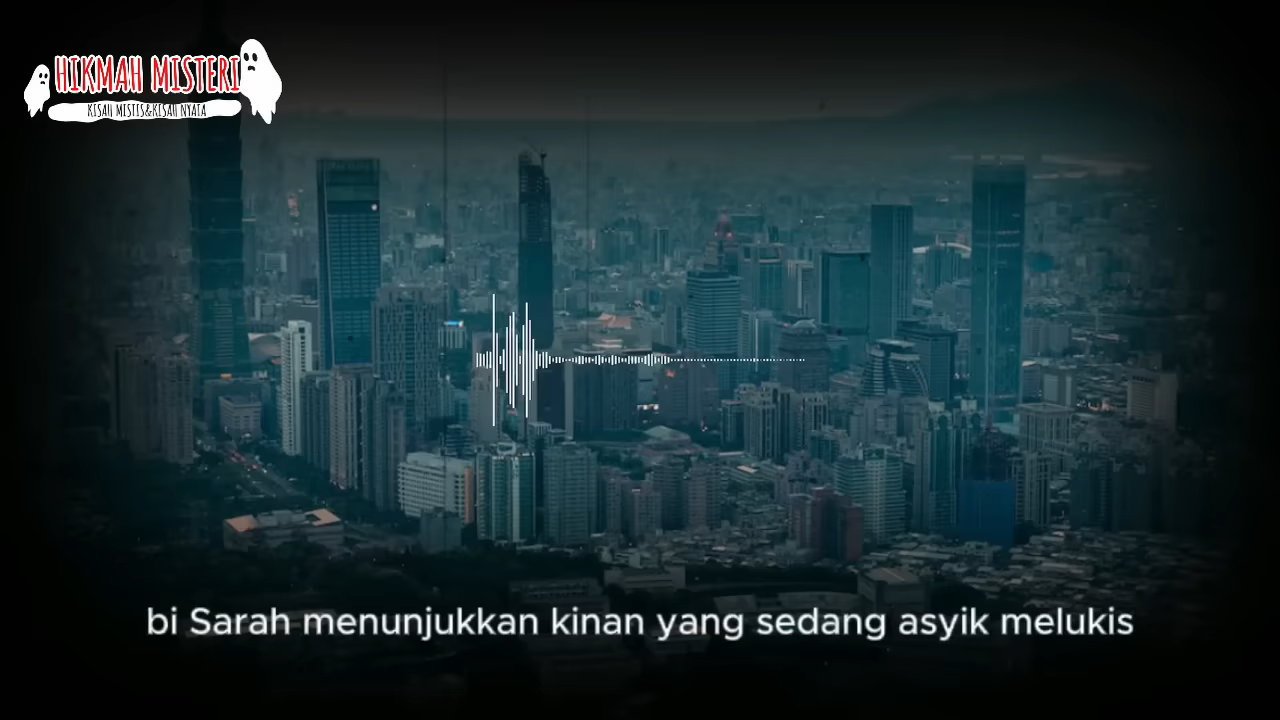 HIKMAH MISTERI
KISAH MISTIS&KISAH NYATA
bi Sarah menunjukkan kinan yang sedang asyik melukis